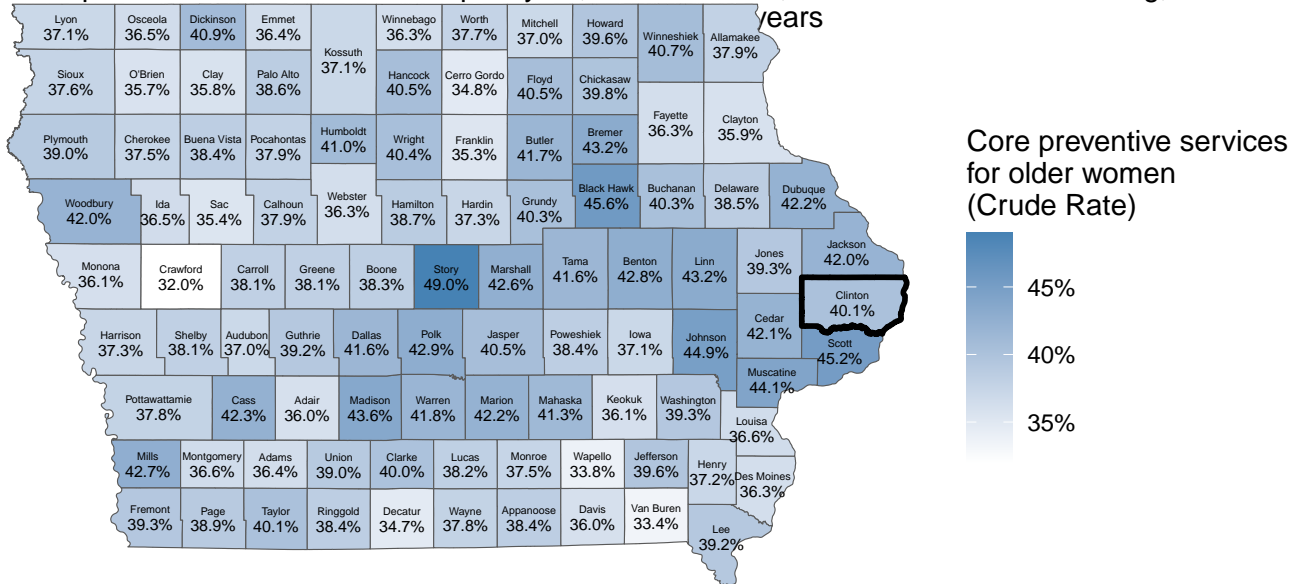 years
Lyon
37.1%
Osceola
36.5%
Dickinson
40.9%
Emmet
36.4%
Kossuth
37.1%
Winnebago
36.3%
Worth
37.7%
Mitchell
37.0%
Howard
39.6%
Winneshiek
40.7%
Allamakee
37.9%
Sioux
37.6%
O'Brien
35.7%
Clay
35.8%
Palo Alto
38.6%
Hancock
40.5%
Cerro Gordo
34.8%
Floyd
40.5%
Chickasaw
39.8%
Fayette
36.3%
Clayton
35.9%
Plymouth
39.0%
Cherokee
37.5%
Buena Vista
38.4%
Pocahontas
37.9%
Humboldt
41.0%
Wright
40.4%
Franklin
35.3%
Butler
41.7%
Bremer
43.2%
Woodbury
42.0%
Ida
36.5%
Sac
35.4%
Calhoun
37.9%
Webster
36.3%
Hamilton
38.7%
Hardin
37.3%
Grundy
40.3%
Black Hawk
45.6%
Buchanan
40.3%
Delaware
38.5%
Dubuque
42.2%
Monona
36.1%
Crawford
32.0%
Carroll
38.1%
Greene
38.1%
Boone
38.3%
Story
49.0%
Marshall
42.6%
Tama
41.6%
Benton
42.8%
Linn
43.2%
Jones
39.3%
Jackson
42.0%
Clinton
40.1%
Harrison
37.3%
Shelby
38.1%
Audubon
37.0%
Guthrie
39.2%
Dallas
41.6%
Polk
42.9%
Jasper
40.5%
Poweshiek
38.4%
Iowa
37.1%
Johnson
44.9%
Cedar
42.1%
Scott
45.2%
Muscatine
44.1%
Pottawattamie
37.8%
Cass
42.3%
Adair
36.0%
Madison
43.6%
Warren
41.8%
Marion
42.2%
Mahaska
41.3%
Keokuk
36.1%
Washington
39.3%
Louisa
36.6%
Mills
42.7%
Montgomery
36.6%
Adams
36.4%
Union
39.0%
Clarke
40.0%
Lucas
38.2%
Monroe
37.5%
Wapello
33.8%
Jefferson
39.6%
Henry
37.2%
Des Moines
36.3%
Fremont
39.3%
Page
38.9%
Taylor
40.1%
Ringgold
38.4%
Decatur
34.7%
Wayne
37.8%
Appanoose
38.4%
Davis
36.0%
Van Buren
33.4%
Lee
39.2%
Core preventive services
for older women
(Crude Rate)
45%
40%
35%